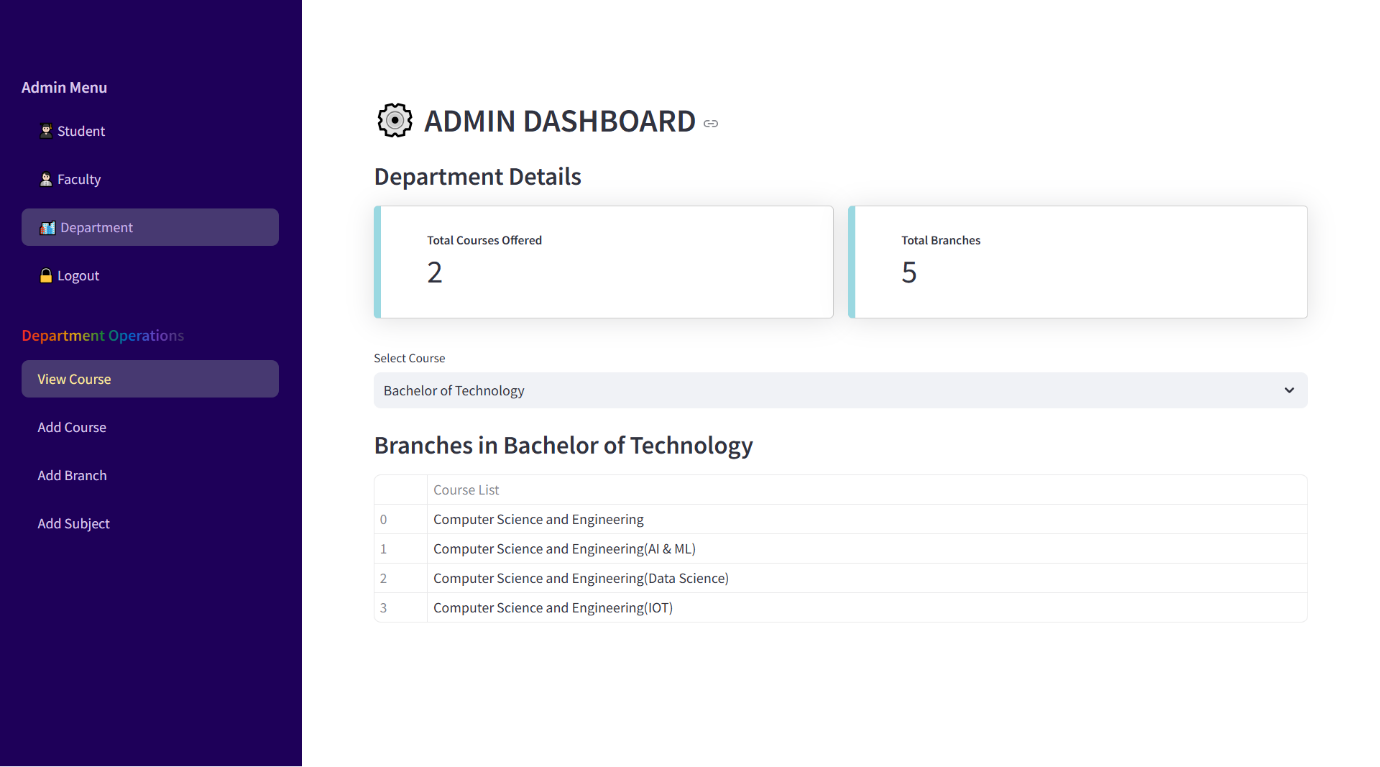 Admin Menu
Student
Faculty
Department
Logout
Department Operations
View Course
Add Course
Add Branch
Add Subject
ADMIN DASHBOARD
Department Details
Total Courses Offered
2
Total Branches
5
Select Course
Bachelor of Technology
Branches in Bachelor of Technology
Course List
0 Computer Science and Engineering
1 Computer Science and Engineering(AI & ML)
2 Computer Science and Engineering(Data Science)
3 Computer Science and Engineering(IOT)